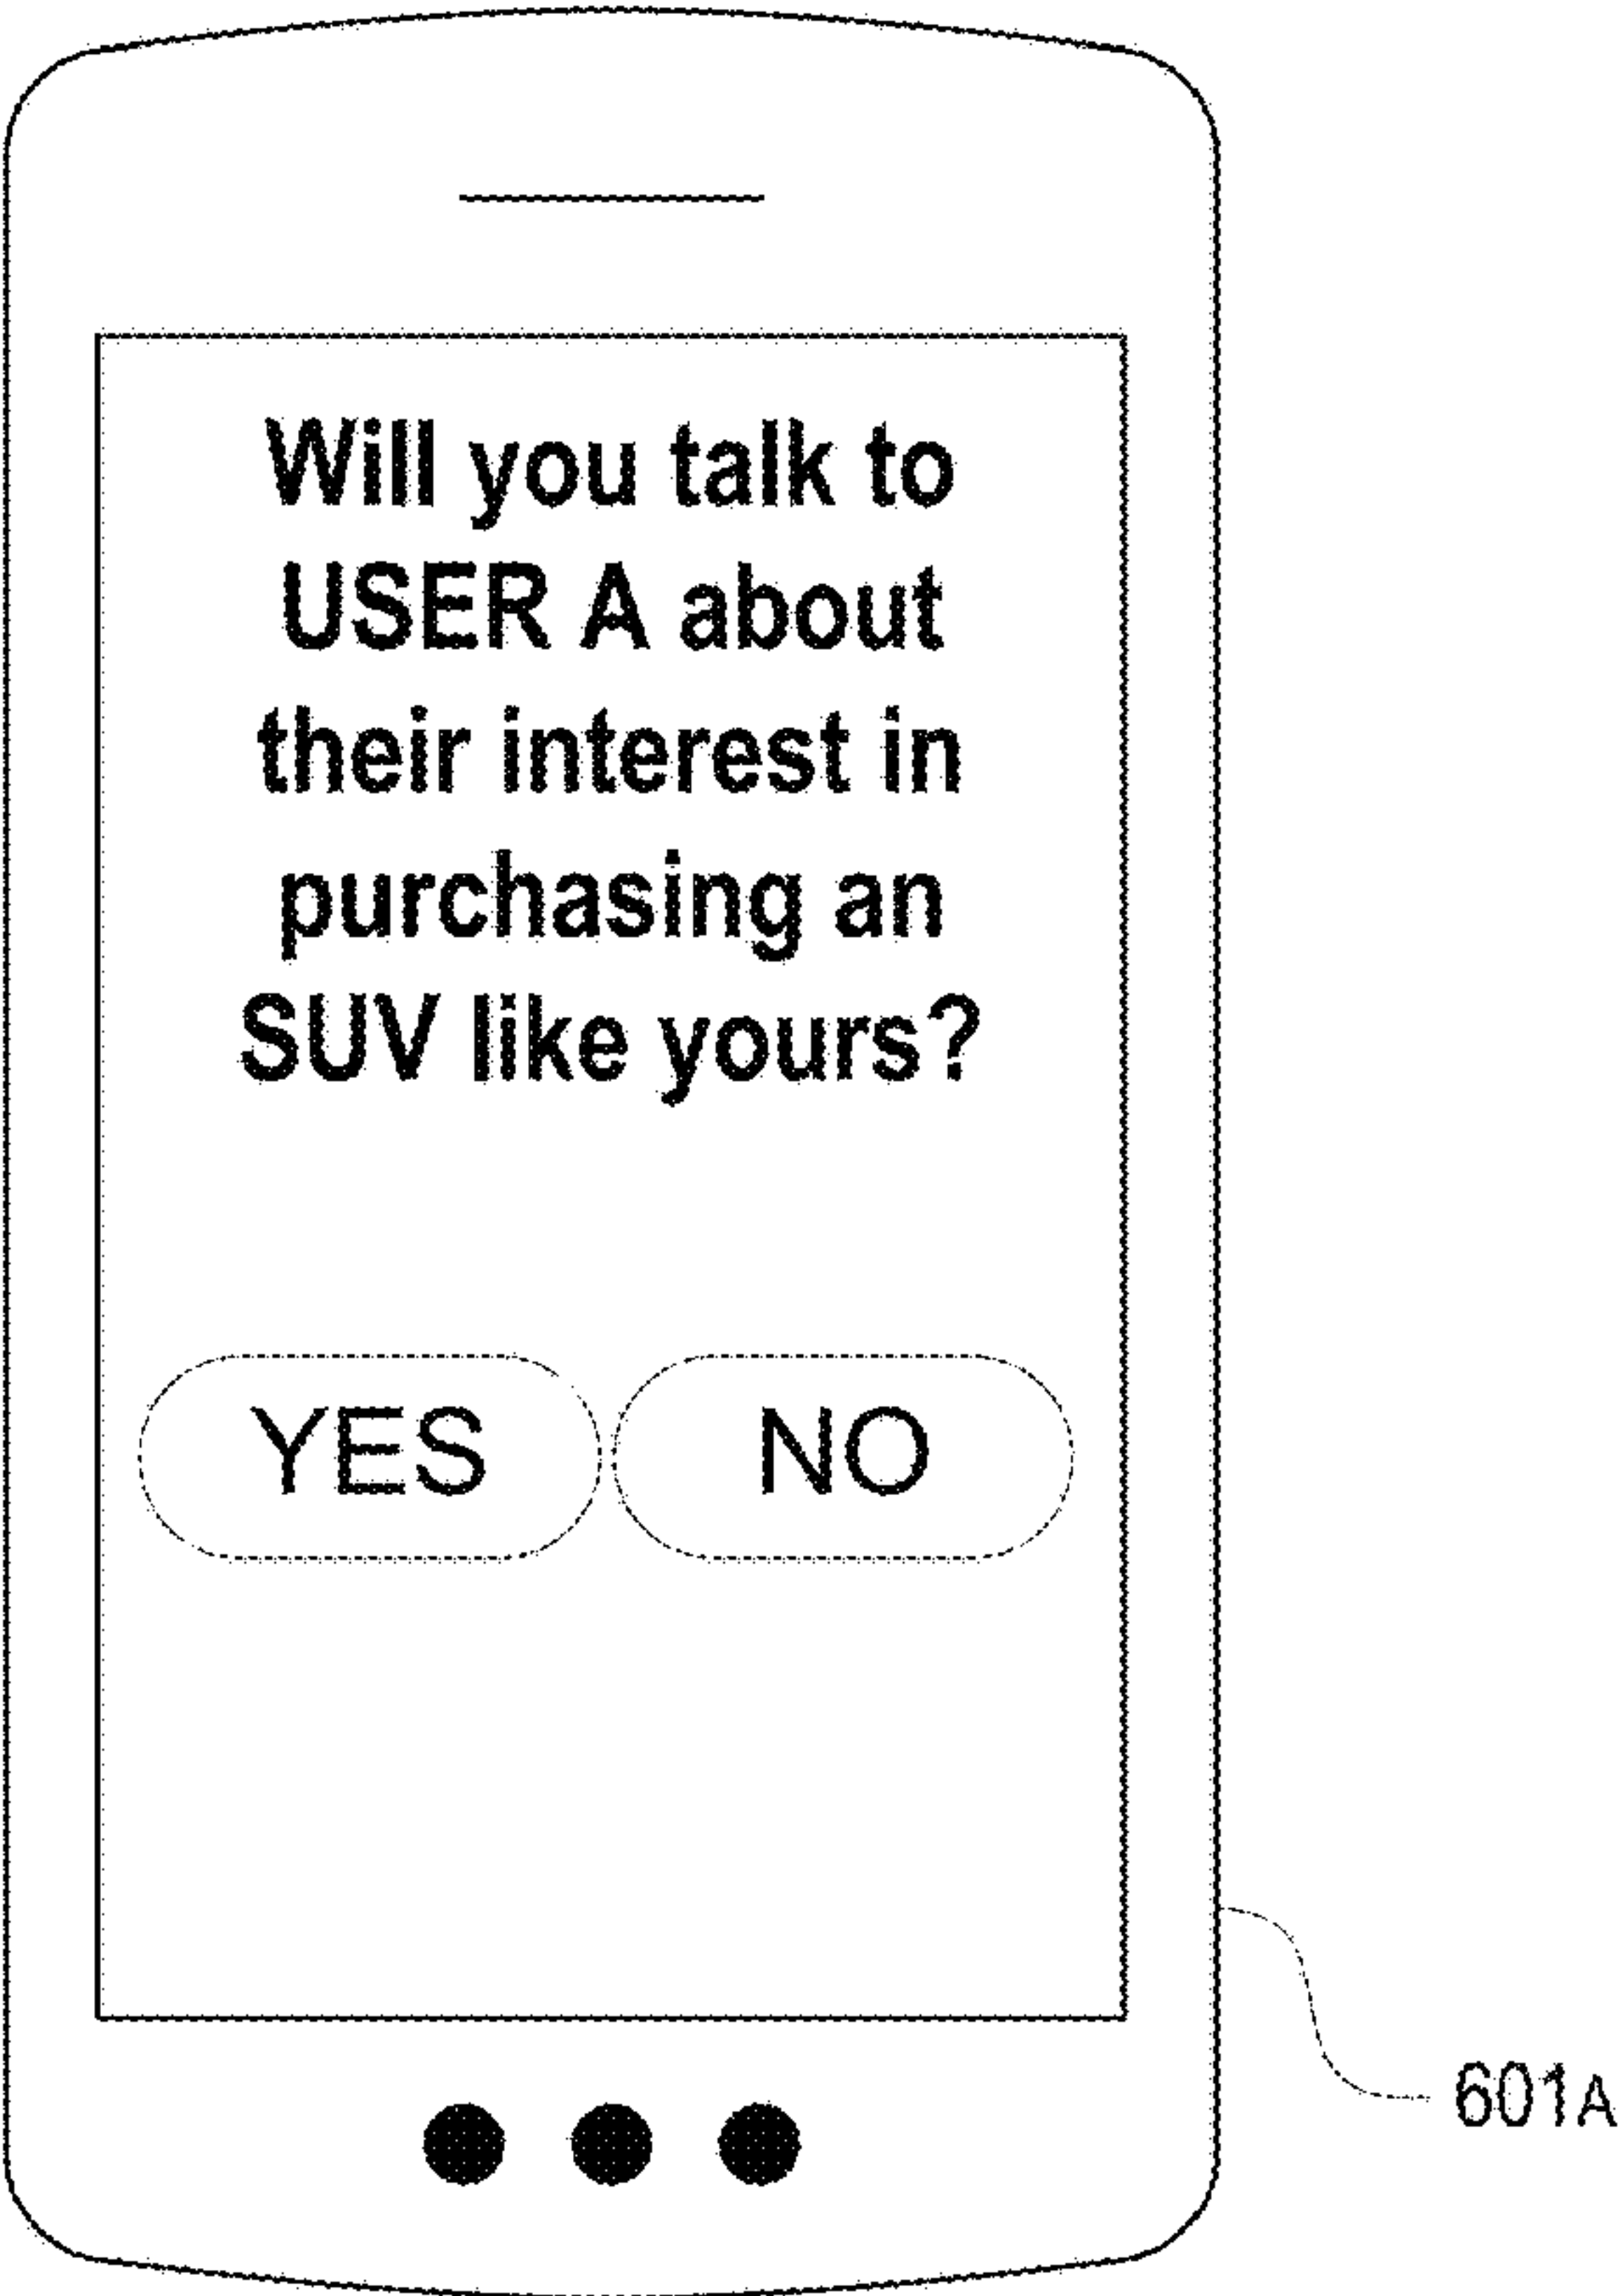 Will you talk to
USER A about
their interest in
purchasing an
SUV like yours?
YES NO
601A